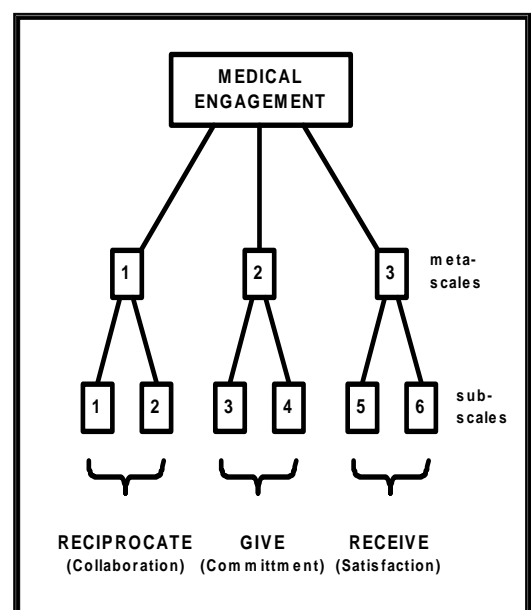 MEDICAL
ENGAGEMENT
1 2 3 meta-
scales
1 2 3 4 5 6 sub-
scales
RECIPROCATE GIVE RECEIVE
(Collaboration) (Committment) (Satisfaction)